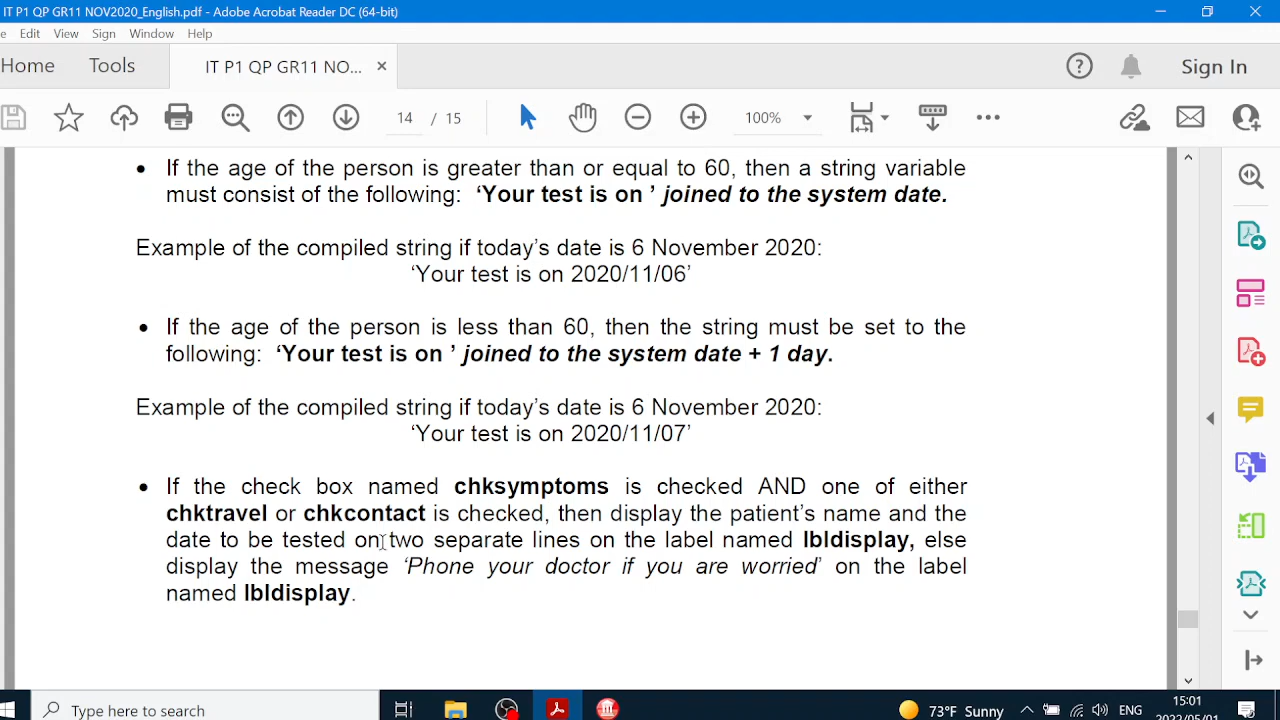 IT P1 QP GR11 NOV2020_English.pdf - Adobe Acrobat Reader DC (64-bit)
e Edit View Sign Window Help
Home Tools IT P1 QP GR11 NO... ×
? Sign In
14 / 15 100%
• If the age of the person is greater than or equal to 60, then a string variable
must consist of the following: ‘Your test is on ’ joined to the system date.
Example of the compiled string if today’s date is 6 November 2020:
‘Your test is on 2020/11/06’
• If the age of the person is less than 60, then the string must be set to the
following: ‘Your test is on ’ joined to the system date + 1 day.
Example of the compiled string if today’s date is 6 November 2020:
‘Your test is on 2020/11/07’
• If the check box named chksymptoms is checked AND one of either
chktravel or chkcontact is checked, then display the patient’s name and the
date to be tested on two separate lines on the label named lbldisplay, else
display the message ‘Phone your doctor if you are worried’ on the label
named lbldisplay.
Type here to search
73°F Sunny
ENG
15:01
2022/05/01